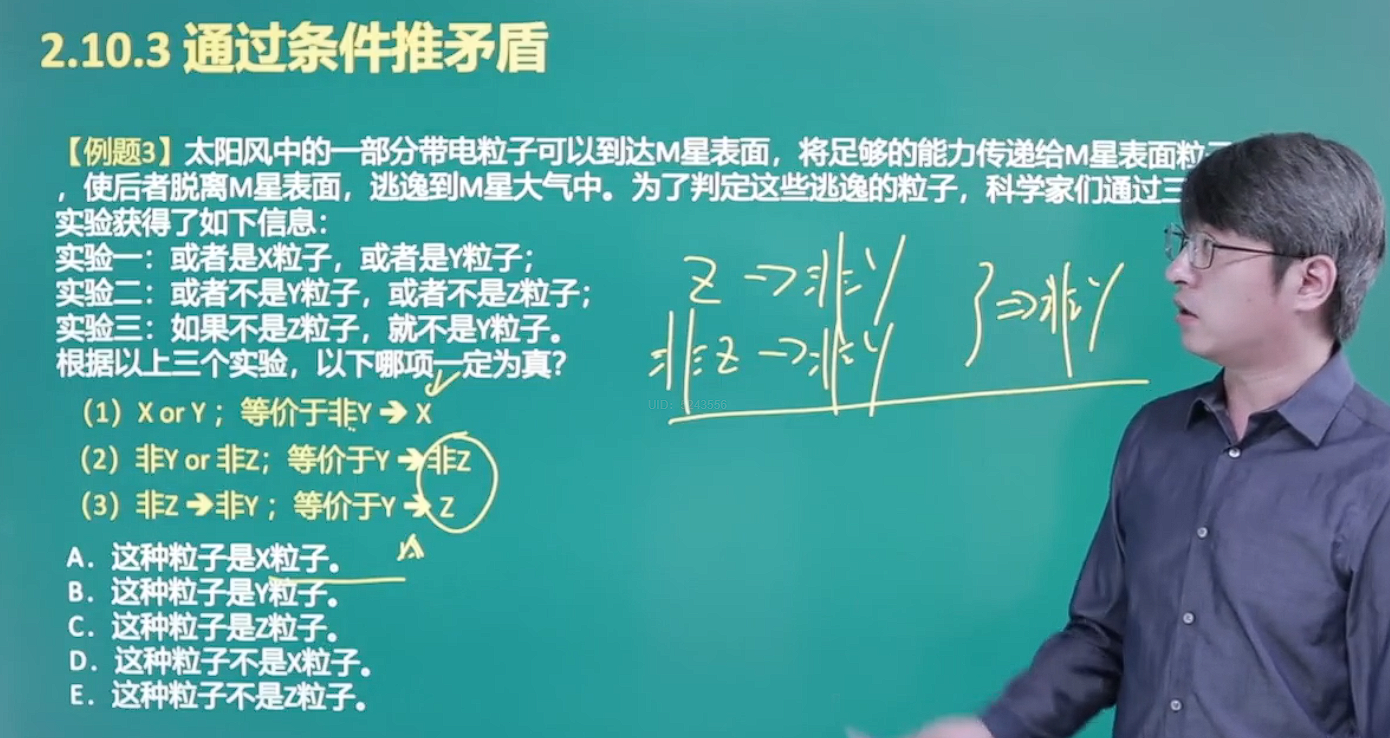 2.10.3 通过条件推矛盾
【例题3】太阳风中的一部分带电粒子可以到达M星表面，将足够的能力传递给M星表面粒子
，使后者脱离M星表面，逃逸到M星大气中。为了判定这些逃逸的粒子，科学家们通过三
实验获得了如下信息：
实验一：或者是X粒子，或者是Y粒子；
实验二：或者不是Y粒子，或者不是Z粒子；
实验三：如果不是Z粒子，就不是Y粒子。
根据以上三个实验，以下哪项一定为真？
Z → 非Y
非Z → 非Y
} ⇒ 非Y
UID: 5243556
（1）X or Y ；等价于非Y ➔ X
（2）非Y or 非Z；等价于Y ➔ 非Z
（3）非Z ➔ 非Y ；等价于Y ➔ Z
A．这种粒子是X粒子。
B．这种粒子是Y粒子。
C．这种粒子是Z粒子。
D．这种粒子不是X粒子。
E．这种粒子不是Z粒子。